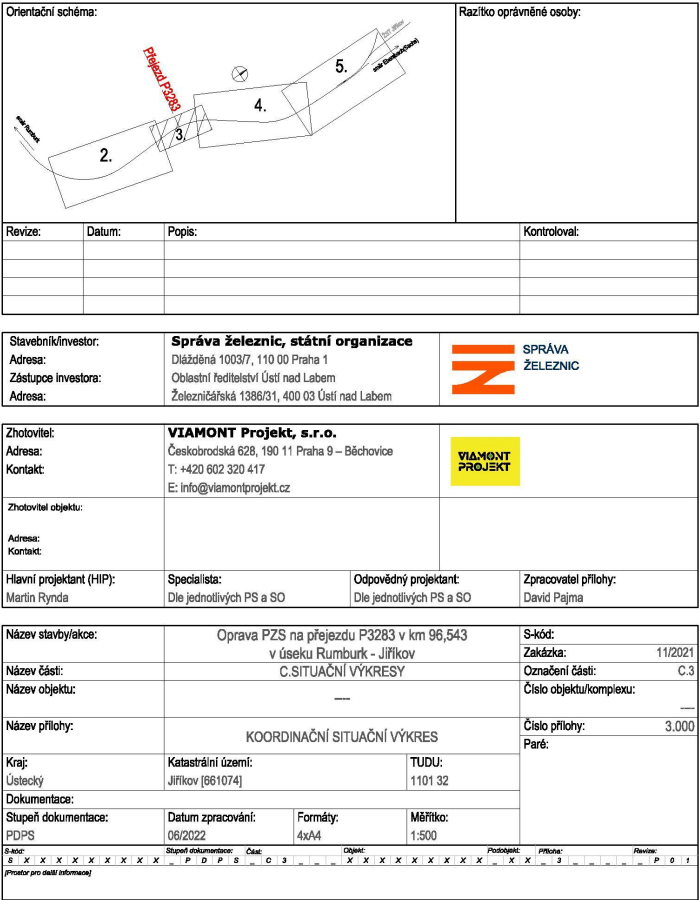 Orientační schéma:
Razítko oprávněné osoby:
ŽST Jiříkov
směr Ebersbach(Sachs)
5.
Přejezd P3283
4.
směr Rumburk
3.
2.
Revize: Datum: Popis: Kontroloval:
Stavebník/investor: Správa železnic, státní organizace
Adresa: Dlážděná 1003/7, 110 00 Praha 1
Zástupce investora: Oblastní ředitelství Ústí nad Labem
Adresa: Železničářská 1386/31, 400 03 Ústí nad Labem
SPRÁVA
ŽELEZNIC
Zhotovitel: VIAMONT Projekt, s.r.o.
Adresa: Českobrodská 628, 190 11 Praha 9 – Běchovice
Kontakt: T: +420 602 320 417
E: info@viamontprojekt.cz
VIAMONT
PROJEKT
Zhotovitel objektu:
Adresa:
Kontakt:
Hlavní projektant (HIP): Specialista: Odpovědný projektant: Zpracovatel přílohy:
Martin Rynda Dle jednotlivých PS a SO Dle jednotlivých PS a SO David Pajma
Název stavby/akce: Oprava PZS na přejezdu P3283 v km 96,543
v úseku Rumburk - Jiříkov
S-kód:
Zakázka: 11/2021
Název části: C.SITUAČNÍ VÝKRESY
Označení části: C.3
Název objektu: ----
Číslo objektu/komplexu:
----
Název přílohy: KOORDINAČNÍ SITUAČNÍ VÝKRES
Číslo přílohy: 3.000
Paré:
Kraj: Katastrální území: TUDU:
Ústecký Jiříkov [661074] 1101 32
Dokumentace:
Stupeň dokumentace: Datum zpracování: Formáty: Měřítko:
PDPS 06/2022 4xA4 1:500
S-kód: Stupeň dokumentace: Část: Objekt: Podobjekt: Příloha: Revize:
S X X X X X X X X X _ P D P S _ C 3 _ _ _ X X X X X X X X X _ X X _ 3 _ _ _ _ P 0 1
[Prostor pro další informace]